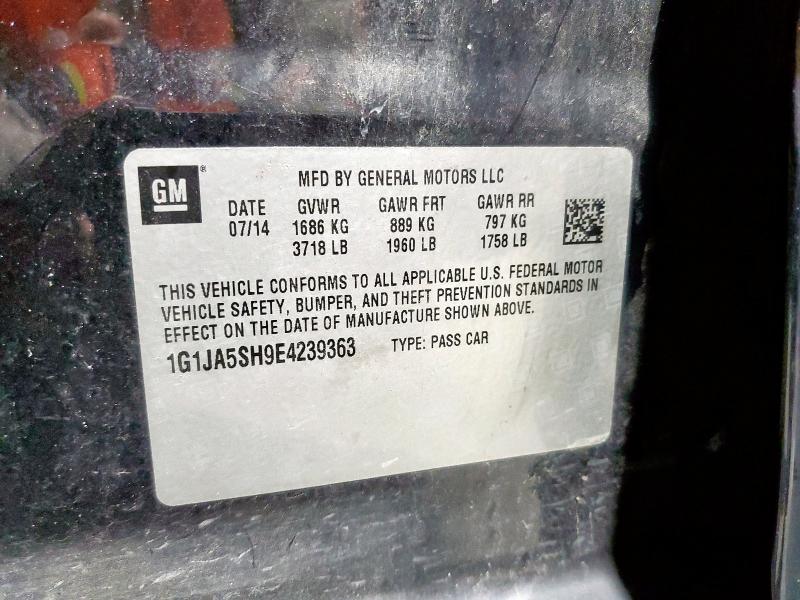 GM
MFD BY GENERAL MOTORS LLC
DATE GVWR GAWR FRT GAWR RR
07/14 1686 KG 889 KG 797 KG
3718 LB 1960 LB 1758 LB
THIS VEHICLE CONFORMS TO ALL APPLICABLE U.S. FEDERAL MOTOR
VEHICLE SAFETY, BUMPER, AND THEFT PREVENTION STANDARDS IN
EFFECT ON THE DATE OF MANUFACTURE SHOWN ABOVE.
1G1JA5SH9E4239363 TYPE: PASS CAR